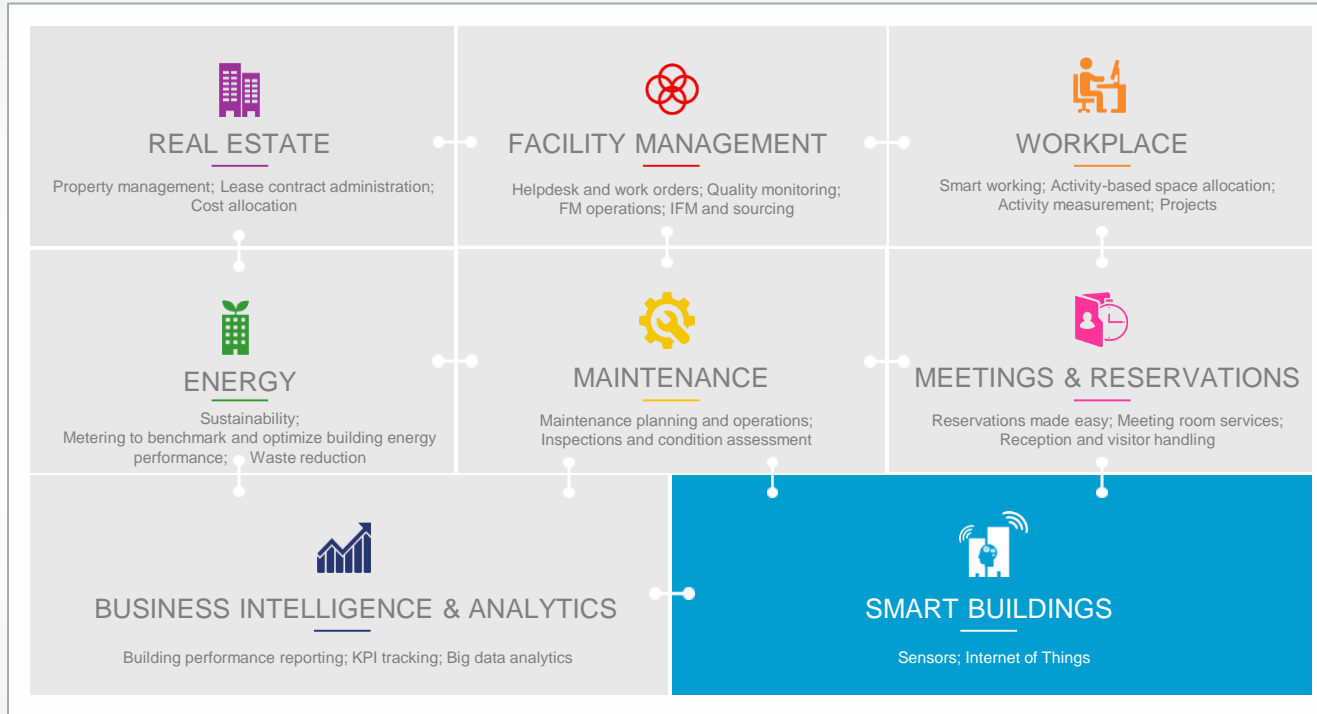 REAL ESTATE
Property management; Lease contract administration;
Cost allocation
FACILITY MANAGEMENT
Helpdesk and work orders; Quality monitoring;
FM operations; IFM and sourcing
WORKPLACE
Smart working; Activity-based space allocation;
Activity measurement; Projects
ENERGY
Sustainability;
Metering to benchmark and optimize building energy
performance; Waste reduction
MAINTENANCE
Maintenance planning and operations;
Inspections and condition assessment
MEETINGS & RESERVATIONS
Reservations made easy; Meeting room services;
Reception and visitor handling
BUSINESS INTELLIGENCE & ANALYTICS
Building performance reporting; KPI tracking; Big data analytics
SMART BUILDINGS
Sensors; Internet of Things